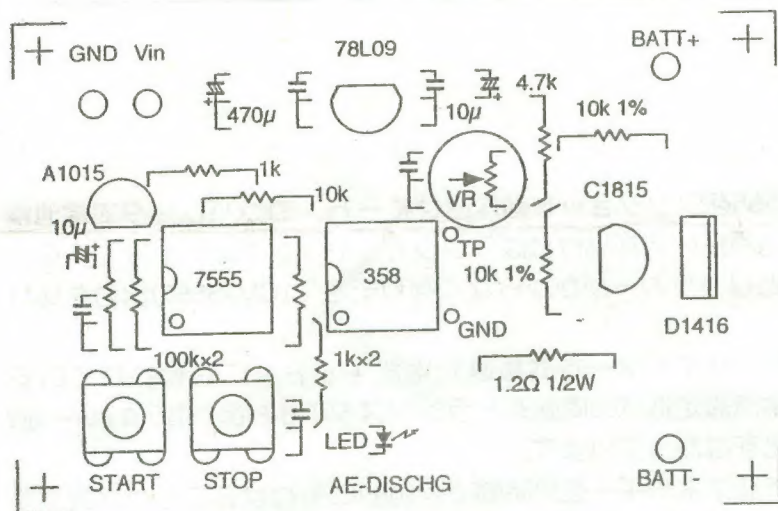 GND Vin
78L09
BATT+
470µ
10µ
4.7k
10k 1%
A1015
1k
10k
VR
C1815
10µ
7555
358
TP
10k 1%
GND
D1416
100k×2
1k×2
1.2Ω 1/2W
LED
START
STOP
AE-DISCHG
BATT-